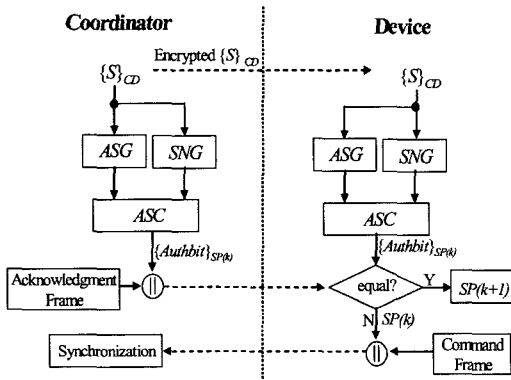 Coordinator
Device
Encrypted {S}CD
{S}CD
{S}CD
ASG
SNG
ASG
SNG
ASC
ASC
{Authbit}SP(k)
{Authbit}SP(k)
Acknowledgment
Frame
||
equal?
Y
SP(k+1)
N
SP(k)
Synchronization
||
Command
Frame